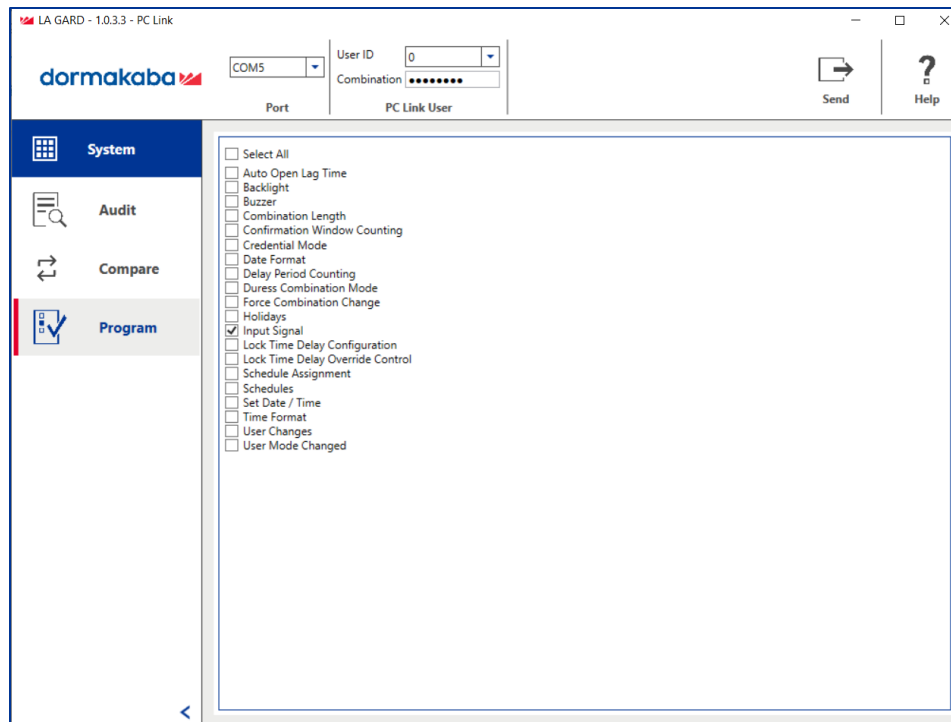 LA GARD - 1.0.3.3 - PC Link
dormakaba
COM5
Port
User ID 0
Combination ●●●●●●●●
PC Link User
Send
? Help
System
Audit
Compare
Program
Select All
Auto Open Lag Time
Backlight
Buzzer
Combination Length
Confirmation Window Counting
Credential Mode
Date Format
Delay Period Counting
Duress Combination Mode
Force Combination Change
Holidays
Input Signal
Lock Time Delay Configuration
Lock Time Delay Override Control
Schedule Assignment
Schedules
Set Date / Time
Time Format
User Changes
User Mode Changed